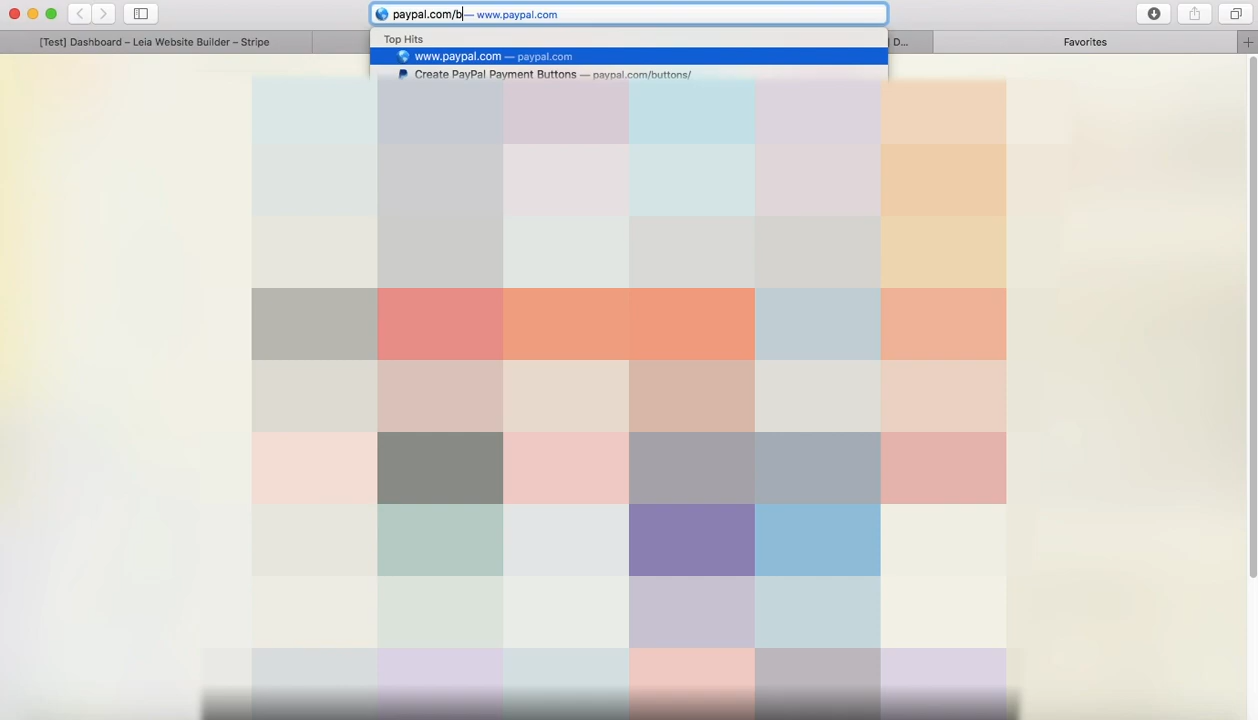 paypal.com/b — www.paypal.com
[Test] Dashboard – Leia Website Builder – Stripe
D...
Favorites
Top Hits
www.paypal.com — paypal.com
Create PayPal Payment Buttons — paypal.com/buttons/